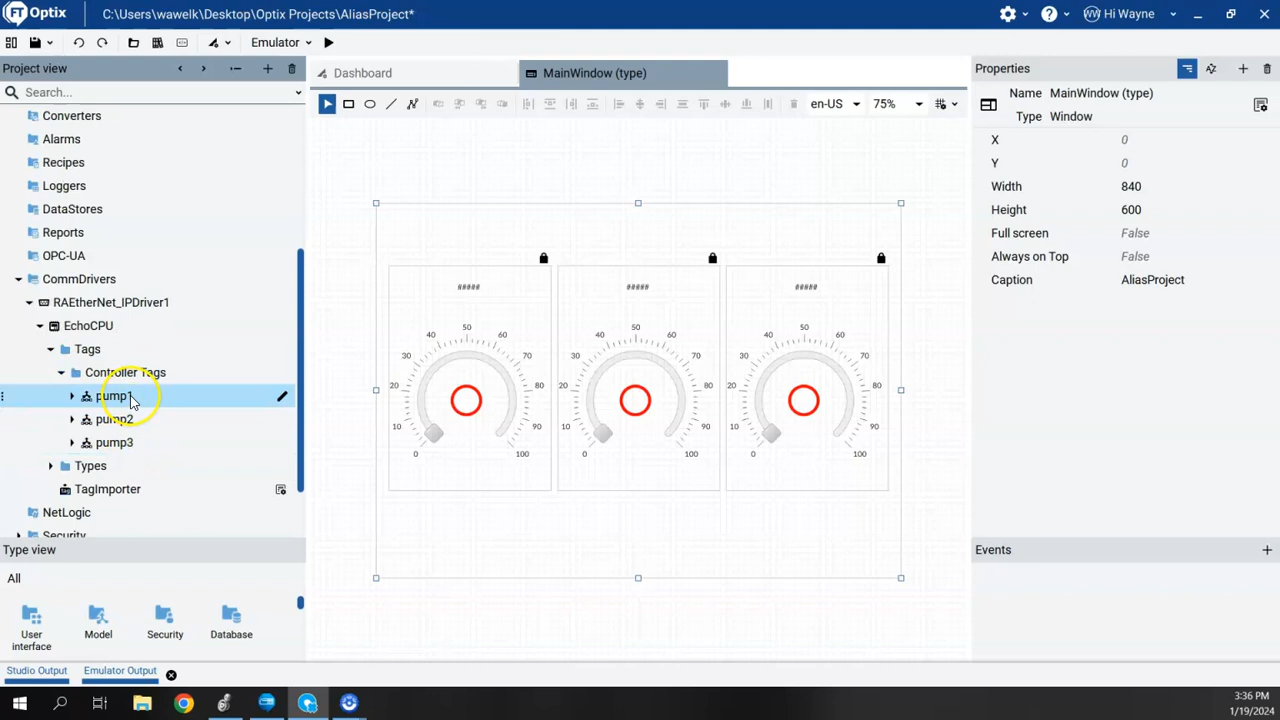 FT Optix C:\Users\wawelk\Desktop\Optix Projects\AliasProject* WW Hi Wayne
Emulator
Project view
Search...
Converters
Alarms
Recipes
Loggers
DataStores
Reports
OPC-UA
CommDrivers
RAEtherNet_IPDriver1
EchoCPU
Tags
Controller Tags
pump1
pump2
pump3
Types
TagImporter
NetLogic
Security
Type view
All
User interface
Model
Security
Database
Studio Output Emulator Output
Dashboard MainWindow (type)
en-US 75%
##### ##### #####
0 10 20 30 40 50 60 70 80 90 100
0 10 20 30 40 50 60 70 80 90 100
0 10 20 30 40 50 60 70 80 90 100
Properties
Name MainWindow (type)
Type Window
X 0
Y 0
Width 840
Height 600
Full screen False
Always on Top False
Caption AliasProject
Events
3:36 PM
1/19/2024